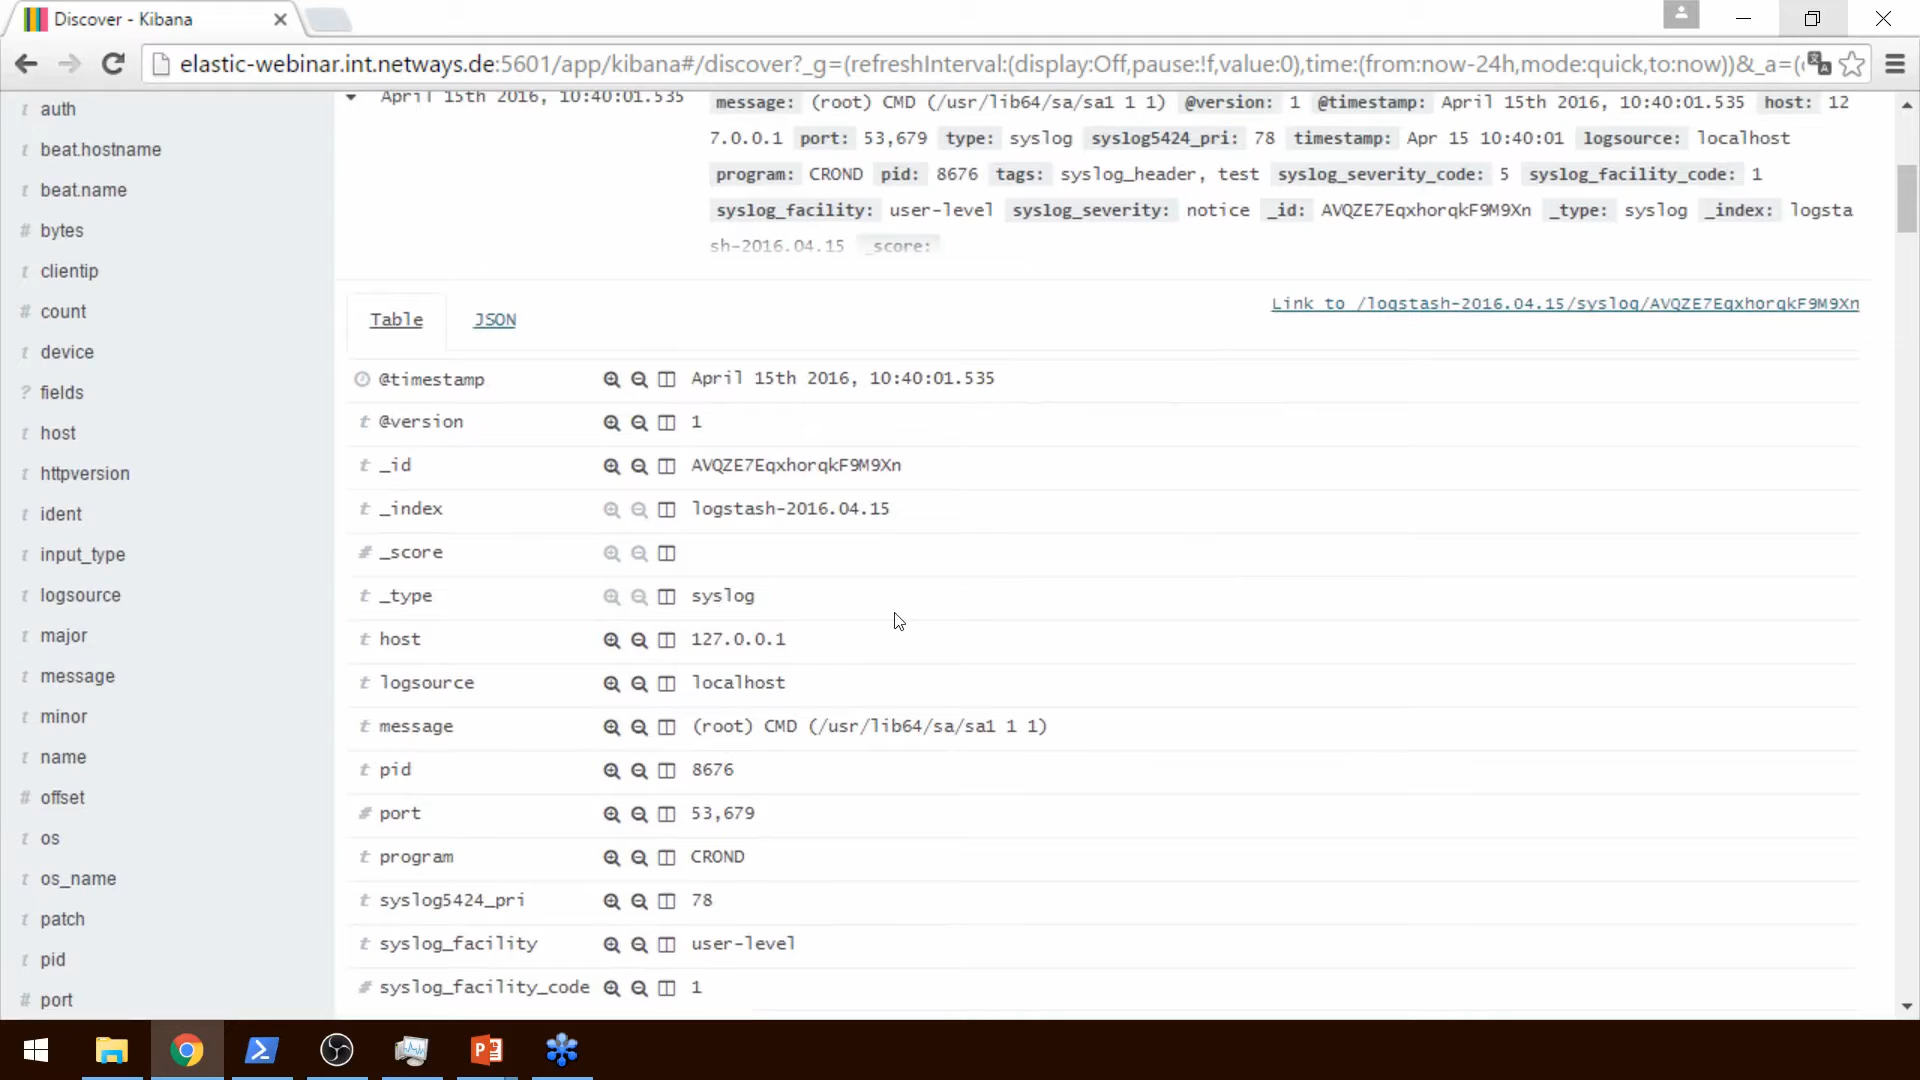 Discover - Kibana
elastic-webinar.int.netways.de:5601/app/kibana#/discover?_g=(refreshInterval:(display:Off,pause:!f,value:0),time:(from:now-24h,mode:quick,to:now))&_a=(
t auth
t beat.hostname
t beat.name
# bytes
t clientip
# count
t device
? fields
t host
t httpversion
t ident
t input_type
t logsource
t major
t message
t minor
t name
# offset
t os
t os_name
t patch
t pid
# port
April 15th 2016, 10:40:01.535
message: (root) CMD (/usr/lib64/sa/sa1 1 1) @version: 1 @timestamp: April 15th 2016, 10:40:01.535 host: 12
7.0.0.1 port: 53,679 type: syslog syslog5424_pri: 78 timestamp: Apr 15 10:40:01 logsource: localhost
program: CROND pid: 8676 tags: syslog_header, test syslog_severity_code: 5 syslog_facility_code: 1
syslog_facility: user-level syslog_severity: notice _id: AVQZE7EqxhorqkF9M9Xn _type: syslog _index: logsta
sh-2016.04.15 _score:
Table JSON Link to /logstash-2016.04.15/syslog/AVQZE7EqxhorqkF9M9Xn
@timestamp April 15th 2016, 10:40:01.535
t @version 1
t _id AVQZE7EqxhorqkF9M9Xn
t _index logstash-2016.04.15
# _score
t _type syslog
t host 127.0.0.1
t logsource localhost
t message (root) CMD (/usr/lib64/sa/sa1 1 1)
t pid 8676
# port 53,679
t program CROND
t syslog5424_pri 78
t syslog_facility user-level
# syslog_facility_code 1